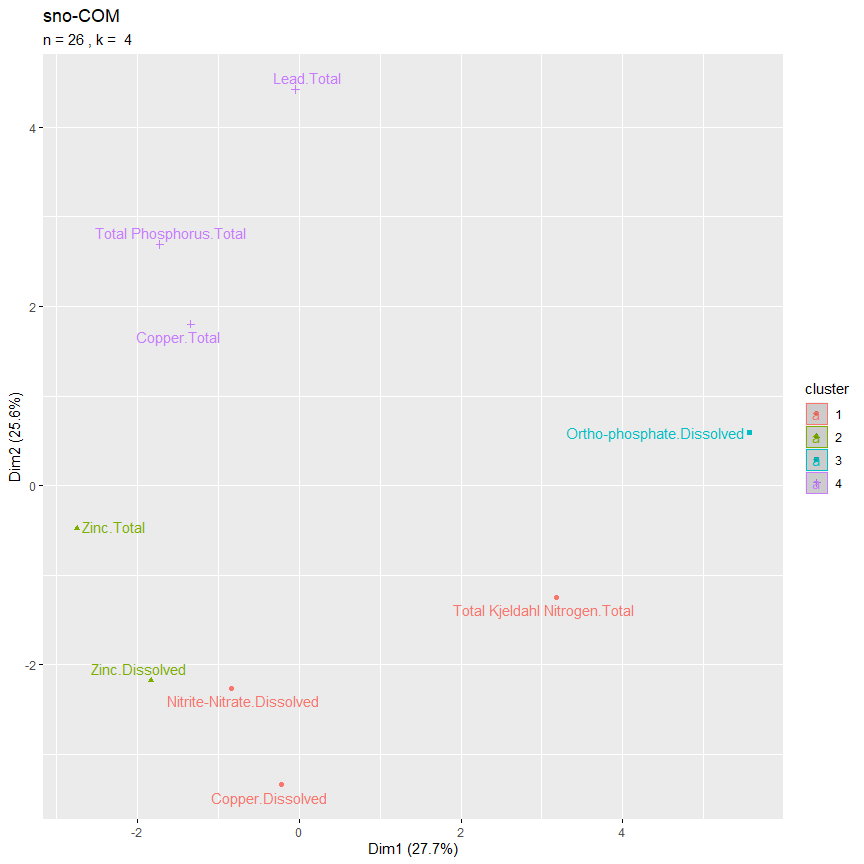 sno-COM
n = 26 , k =  4
Lead.Total
4
Total Phosphorus.Total
2
Copper.Total
cluster
1
Ortho-phosphate.Dissolved
2
3
4
Dim2 (25.6%)
0
Zinc.Total
Total Kjeldahl Nitrogen.Total
-2
Zinc.Dissolved
Nitrite-Nitrate.Dissolved
Copper.Dissolved
-2
0
2
4
Dim1 (27.7%)